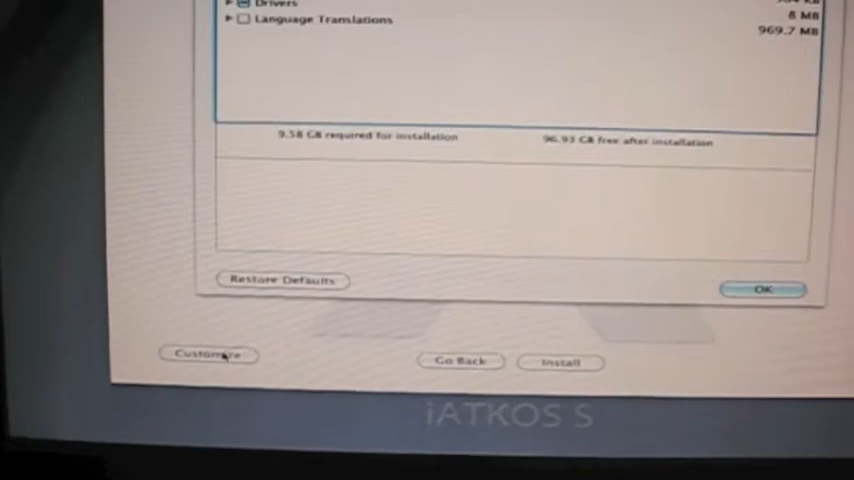 Drivers
8 MB
Language Translations
969.7 MB
9.58 GB required for installation
96.93 GB free after installation
Restore Defaults
OK
Customize
Go Back
Install
iATKOS S